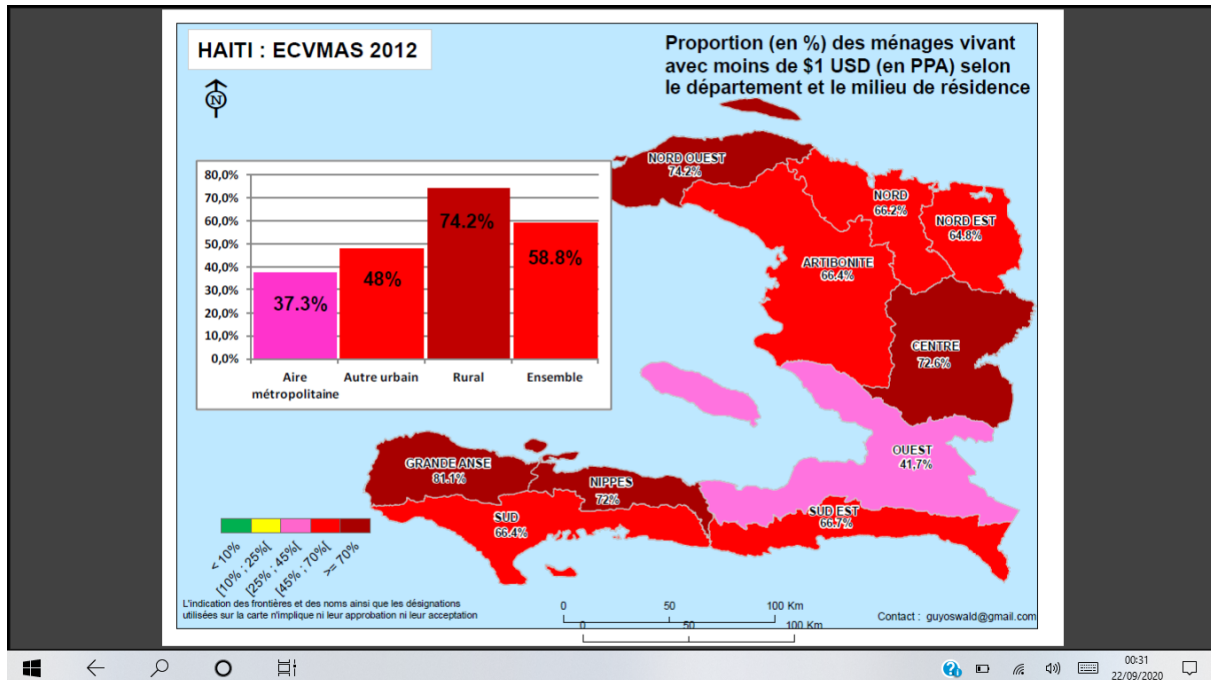 HAITI : ECVMAS 2012
Proportion (en %) des ménages vivant
avec moins de $1 USD (en PPA) selon
le département et le milieu de résidence
N
80,0%
70,0%
60,0%
50,0%
40,0%
30,0%
20,0%
10,0%
0,0%
37.3%
48%
74.2%
58.8%
Aire
métropolitaine
Autre urbain
Rural
Ensemble
NORD OUEST
74.2%
NORD
66.2%
NORD EST
64.8%
ARTIBONITE
66.4%
CENTRE
72.6%
OUEST
41,7%
GRANDE ANSE
81.1%
NIPPES
72%
SUD
66.4%
SUD EST
66.7%
< 10%
[10% ; 25%[
[25% ; 45%[
[45% ; 70%[
>= 70%
L'indication des frontières et des noms ainsi que les désignations
utilisées sur la carte n'implique ni leur approbation ni leur acceptation
0 50 100 Km
0 50 100 Km
Contact : guyoswald@gmail.com
00:31
22/09/2020